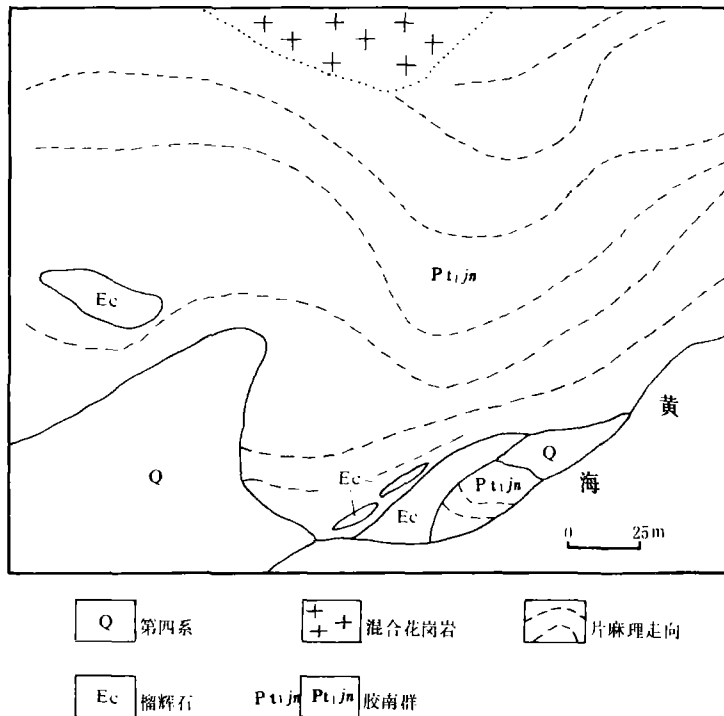 Ec
Pt₁jn
黄
海
Q
Q
Ec
Pt₁jn
Ec
0 25m
Q 第四系
混合花岗岩
片麻理走向
Ec 榴辉石
Pt₁jn Pt₁jn 胶南群